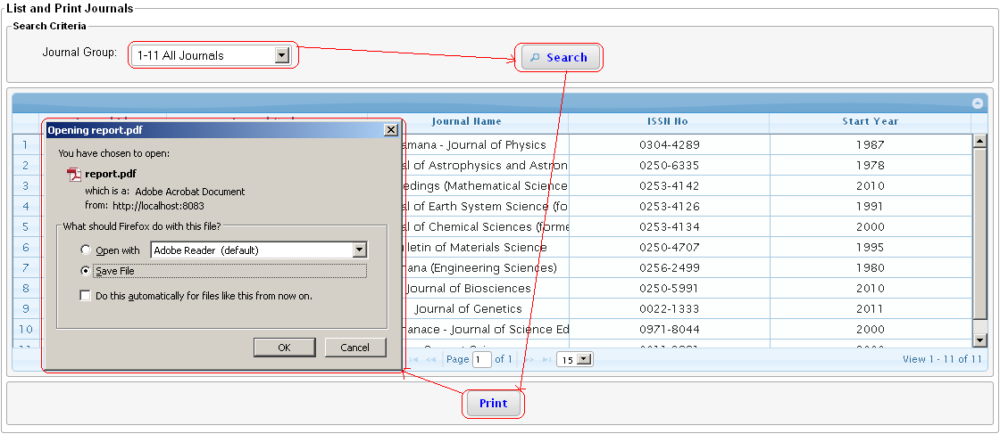 List and Print Journals
Search Criteria
Journal Group: 1-11 All Journals Search
Journal Name ISSN No Start Year
Opening report.pdf
You have chosen to open:
report.pdf
which is a: Adobe Acrobat Document
from: http://localhost:8083
What should Firefox do with this file?
Open with Adobe Reader (default)
Save File
Do this automatically for files like this from now on.
OK Cancel
1 amana - Journal of Physics 0304-4289 1987
2 al of Astrophysics and Astron 0250-6335 1978
3 edings (Mathematical Science 0253-4142 2010
4 al of Earth System Science (fo 0253-4126 1991
5 al of Chemical Sciences (forme 0253-4134 2000
6 lletin of Materials Science 0250-4707 1995
7 ana (Engineering Sciences) 0256-2499 1980
8 Journal of Biosciences 0250-5991 2010
9 Journal of Genetics 0022-1333 2011
10 anace - Journal of Science Ed 0971-8044 2000
Page 1 of 1 15 View 1 - 11 of 11
Print